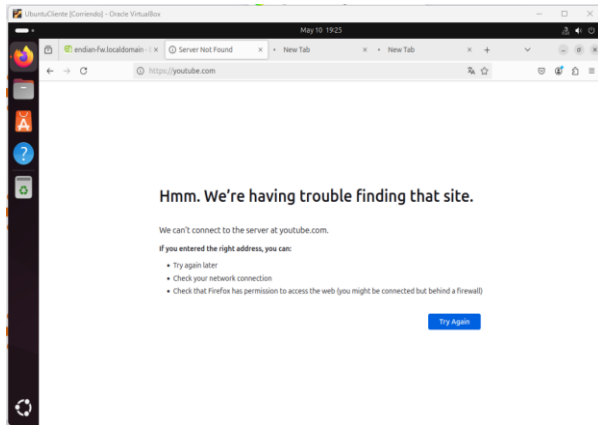 UbuntuCliente [Corriendo] - Oracle VirtualBox
May 10 19:25
endian-fw.localdomain - (
Server Not Found
New Tab
New Tab
https://youtube.com
Hmm. We're having trouble finding that site.
We can't connect to the server at youtube.com.
If you entered the right address, you can:
• Try again later
• Check your network connection
• Check that Firefox has permission to access the web (you might be connected but behind a firewall)
Try Again